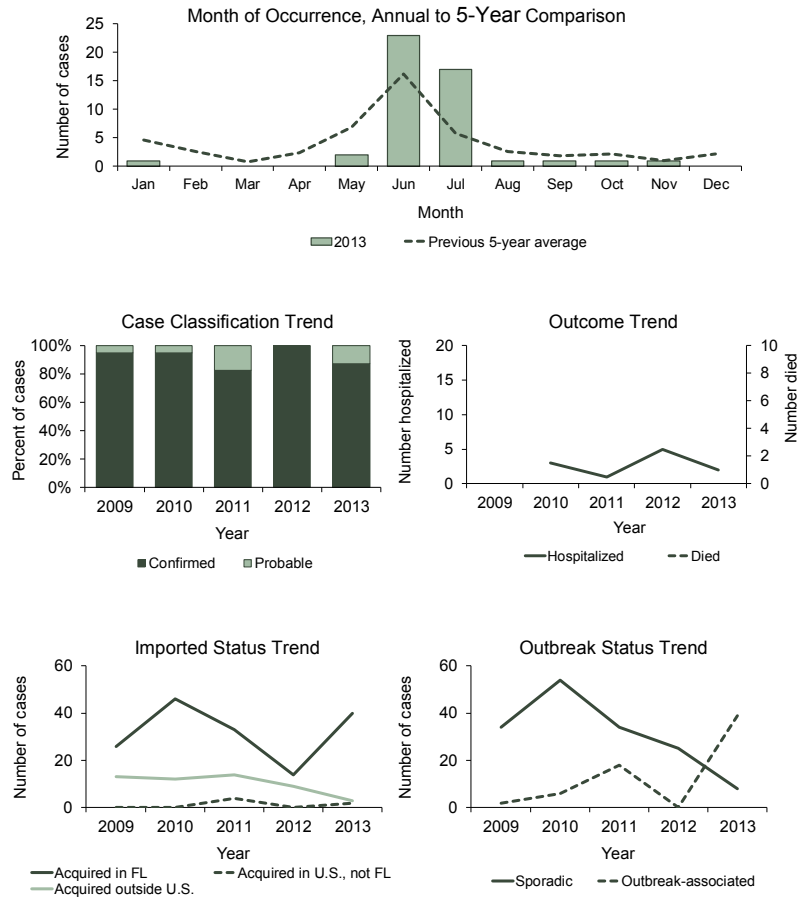 Month of Occurrence, Annual to 5-Year Comparison
Number of cases
25
20
15
10
5
0
Jan Feb Mar Apr May Jun Jul Aug Sep Oct Nov Dec
Month
2013 Previous 5-year average
Case Classification Trend
Percent of cases
100%
80%
60%
40%
20%
0%
2009 2010 2011 2012 2013
Year
Confirmed Probable
Outcome Trend
Number hospitalized
20
15
10
5
0
10
8
6
4
2
0
Number died
2009 2010 2011 2012 2013
Year
Hospitalized Died
Imported Status Trend
Number of cases
60
40
20
0
2009 2010 2011 2012 2013
Year
Acquired in FL Acquired in U.S., not FL
Acquired outside U.S.
Outbreak Status Trend
Number of cases
60
40
20
0
2009 2010 2011 2012 2013
Year
Sporadic Outbreak-associated